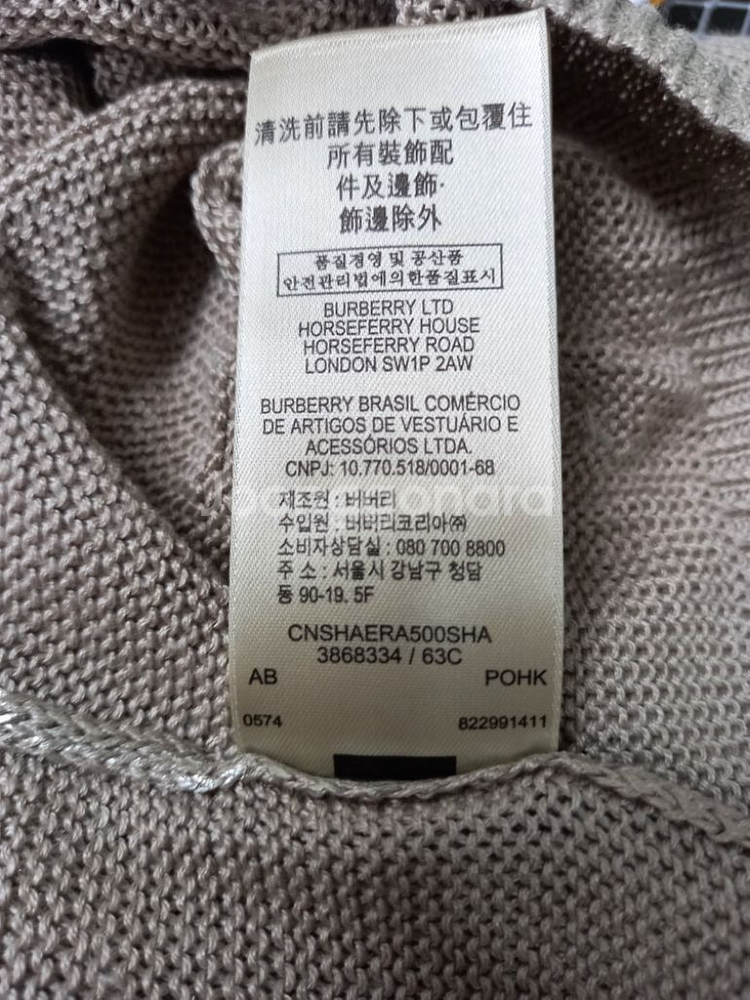 清洗前請先除下或包覆住
所有裝飾配
件及邊飾·
飾邊除外
품질경영 및 공산품
안전관리법에의한품질표시
BURBERRY LTD
HORSEFERRY HOUSE
HORSEFERRY ROAD
LONDON SW1P 2AW
BURBERRY BRASIL COMÉRCIO
DE ARTIGOS DE VESTUÁRIO E
ACESSÓRIOS LTDA.
CNPJ: 10.770.518/0001-68
제조원 : 버버리
수입원 : 버버리코리아㈜
소비자상담실 : 080 700 8800
주 소 : 서울시 강남구 청담
동 90-19. 5F
CNSHAERA500SHA
3868334 / 63C
AB POHK
0574 822991411